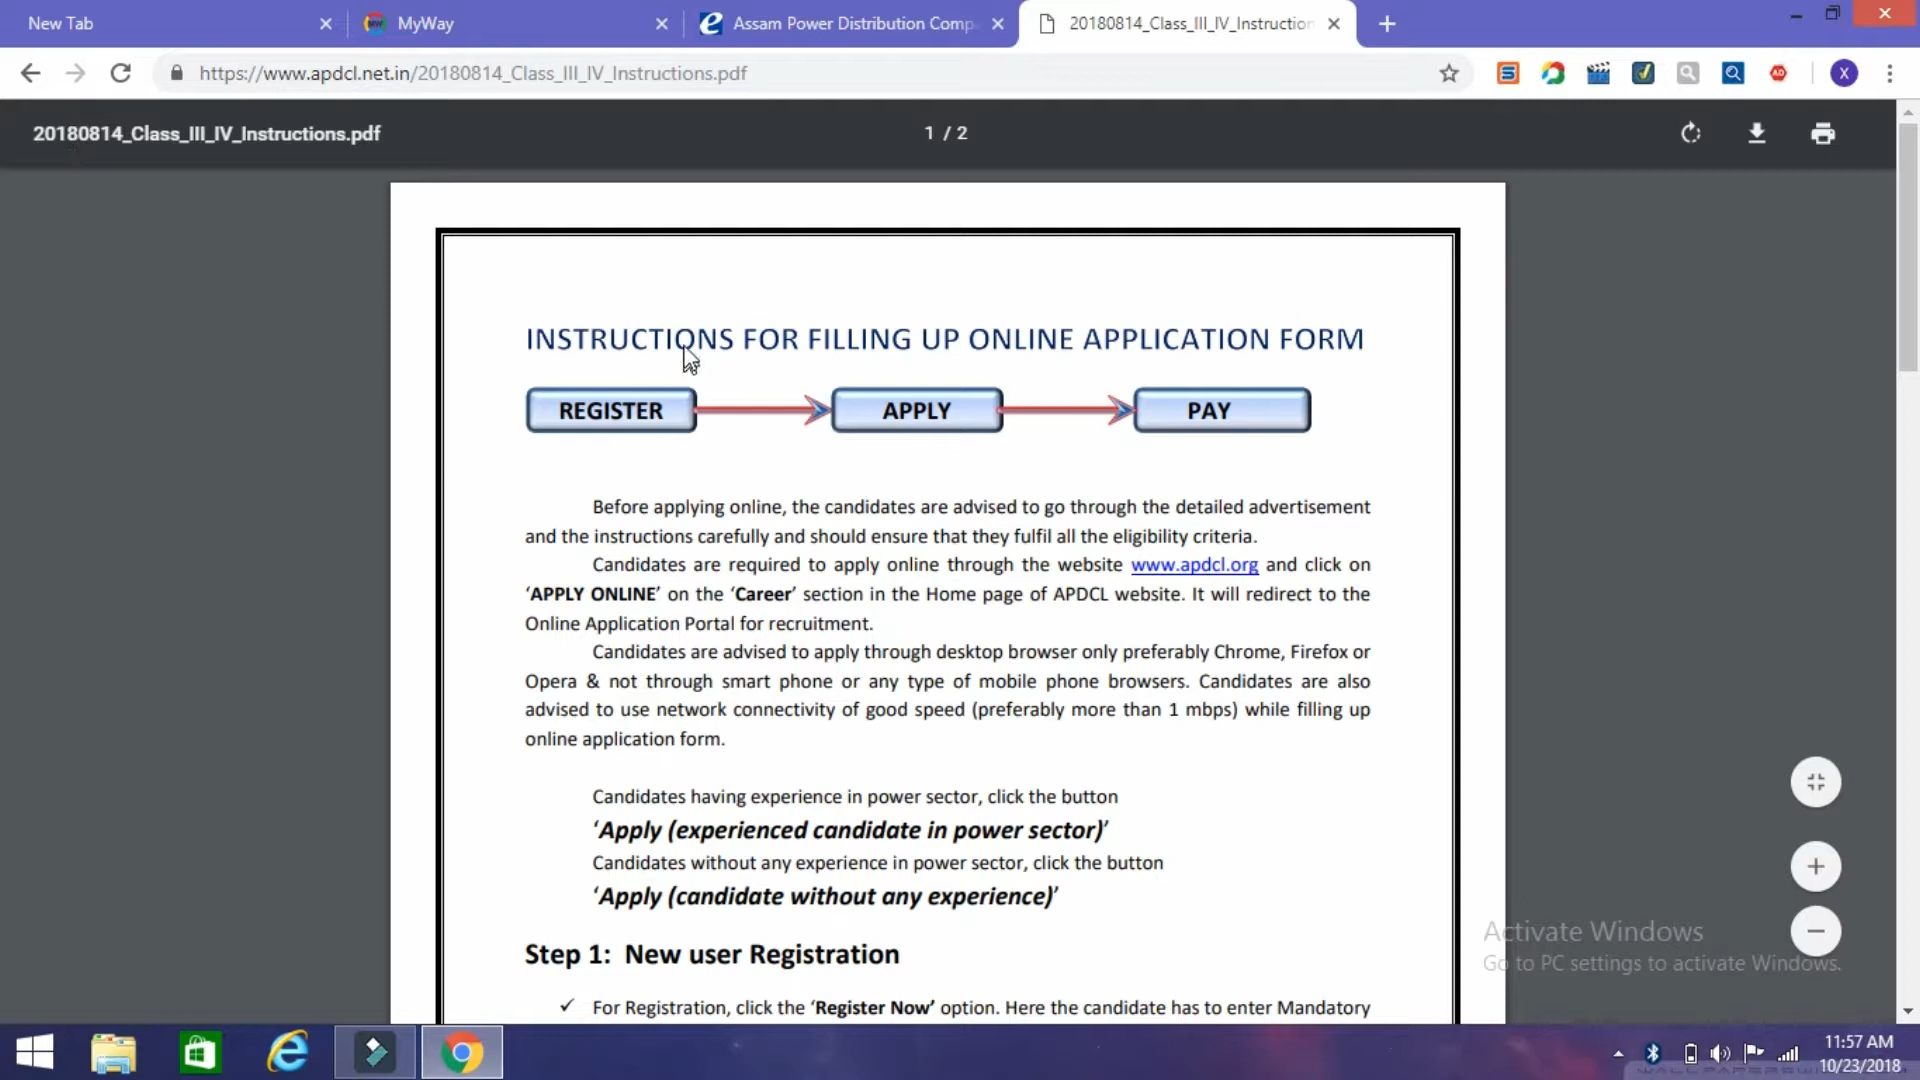 New Tab
MyWay
Assam Power Distribution Comp
20180814_Class_III_IV_Instruction
https://www.apdcl.net.in/20180814_Class_III_IV_Instructions.pdf
X
20180814_Class_III_IV_Instructions.pdf
1 / 2
INSTRUCTIONS FOR FILLING UP ONLINE APPLICATION FORM
REGISTER
APPLY
PAY
Before applying online, the candidates are advised to go through the detailed advertisement
and the instructions carefully and should ensure that they fulfil all the eligibility criteria.
Candidates are required to apply online through the website www.apdcl.org and click on
‘APPLY ONLINE’ on the ‘Career’ section in the Home page of APDCL website. It will redirect to the
Online Application Portal for recruitment.
Candidates are advised to apply through desktop browser only preferably Chrome, Firefox or
Opera & not through smart phone or any type of mobile phone browsers. Candidates are also
advised to use network connectivity of good speed (preferably more than 1 mbps) while filling up
online application form.
Candidates having experience in power sector, click the button
‘Apply (experienced candidate in power sector)’
Candidates without any experience in power sector, click the button
‘Apply (candidate without any experience)’
Step 1: New user Registration
✓ For Registration, click the ‘Register Now’ option. Here the candidate has to enter Mandatory
Activate Windows
Go to PC settings to activate Windows.
11:57 AM
10/23/2018